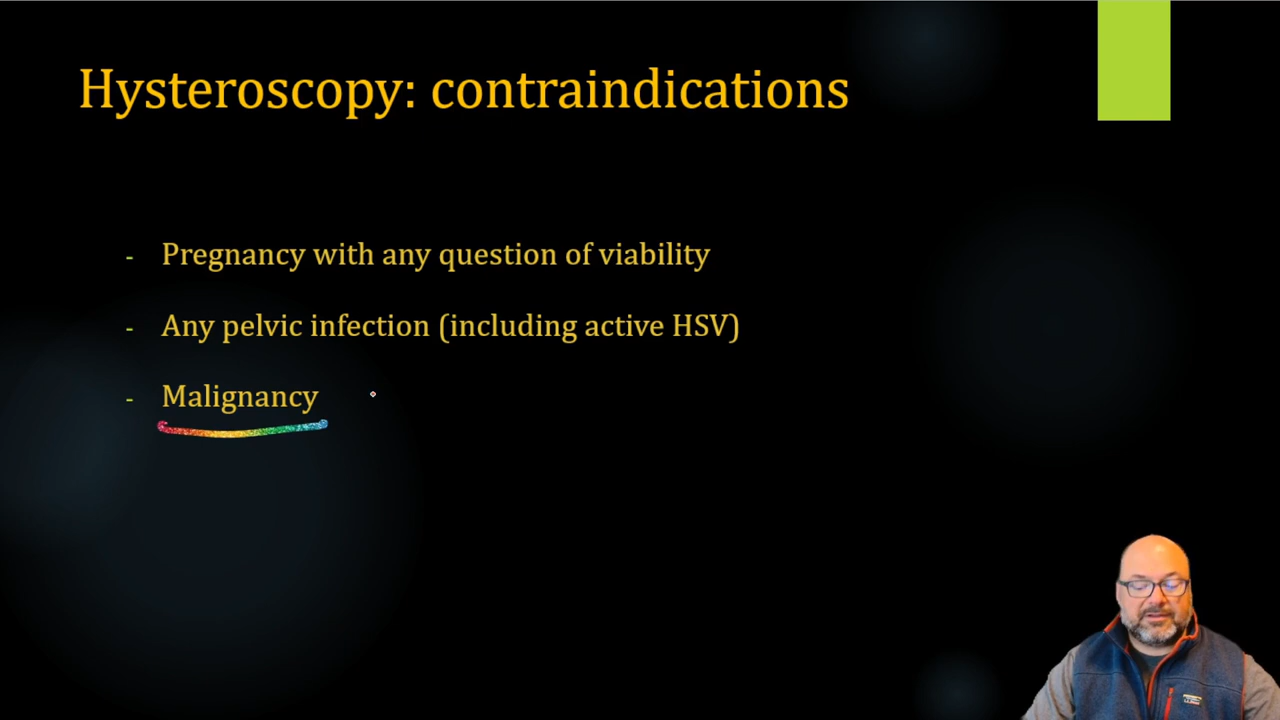 Hysteroscopy: contraindications
- Pregnancy with any question of viability
- Any pelvic infection (including active HSV)
- Malignancy